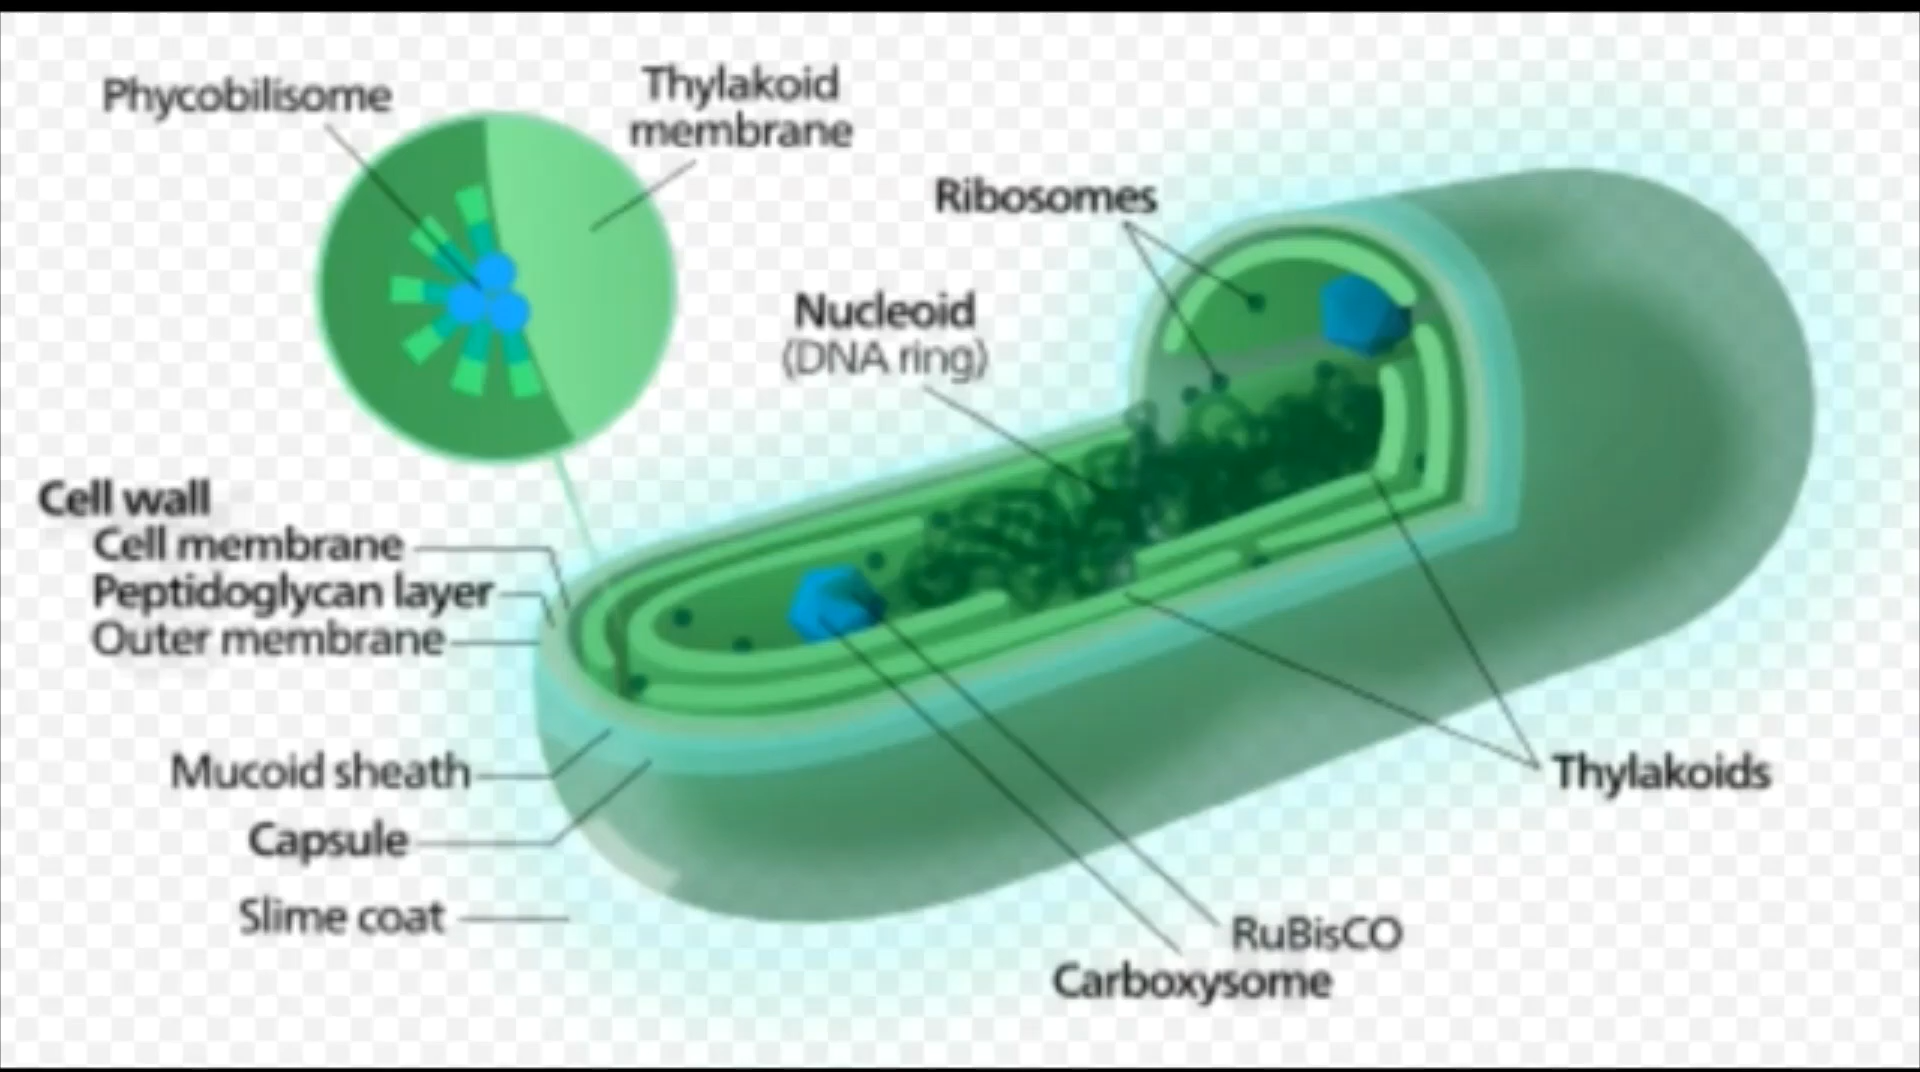 Phycobilisome
Thylakoid
membrane
Ribosomes
Nucleoid
(DNA ring)
Cell wall
Cell membrane
Peptidoglycan layer
Outer membrane
Mucoid sheath
Capsule
Slime coat
Thylakoids
RuBisCO
Carboxysome